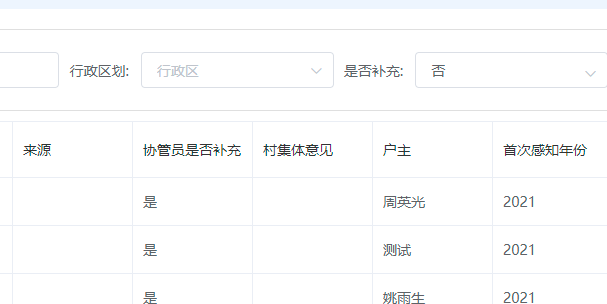 行政区划: 行政区 是否补充: 否
来源 协管员是否补充 村集体意见 户主 首次感知年份
是 周英光 2021
是 测试 2021
是 姚雨生 2021